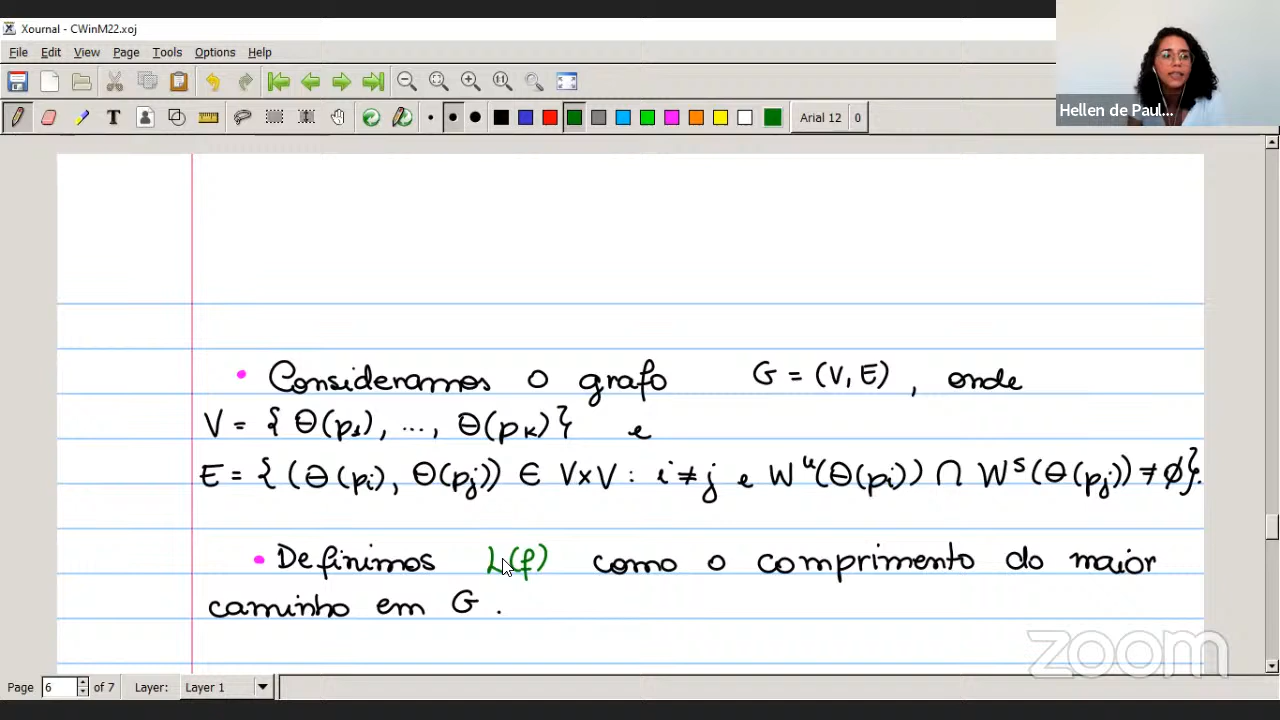 Xournal - CWinM22.xoj
File Edit View Page Tools Options Help
Arial 12 0
Hellen de Paul...
• Consideramos o grafo G = (V, E) , onde
V = { Θ(p₁), ..., Θ(pₖ)} e
E = { (Θ(pᵢ), Θ(pⱼ)) ∈ V×V : i ≠ j e Wᵘ(Θ(pᵢ)) ∩ Wˢ(Θ(pⱼ)) ≠ ∅}.
• Definimos L(f) como o comprimento do maior
caminho em G .
zoom
Page 6 of 7 Layer: Layer 1